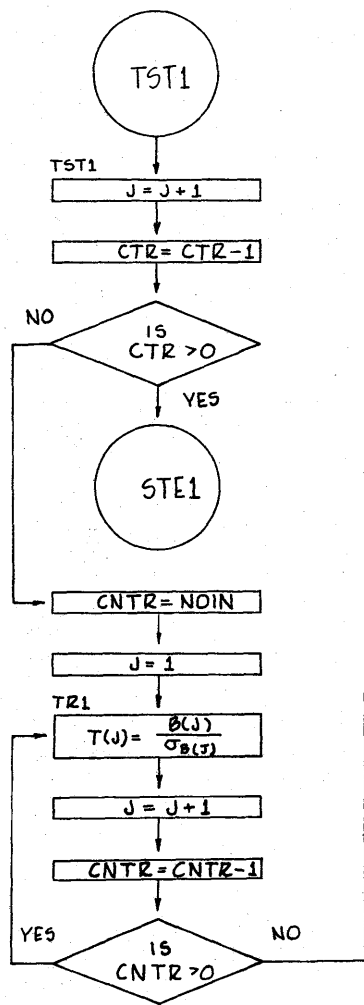 TST1
TST1
J = J + 1
CTR = CTR - 1
NO
IS
CTR > 0
YES
STE1
CNTR = NOIN
J = 1
TR1
T(J) = B(J) / σB(J)
J = J + 1
CNTR = CNTR - 1
YES
IS
CNTR > 0
NO